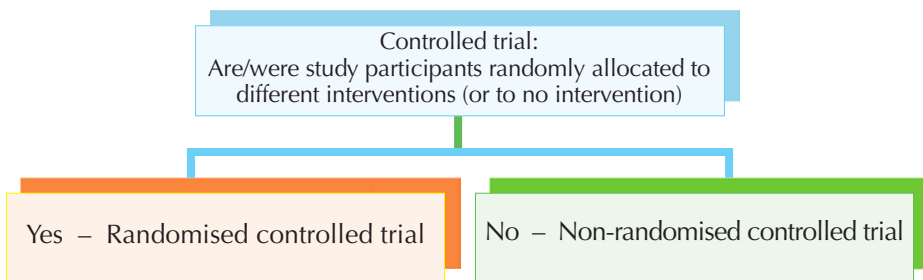 Controlled trial:
Are/were study participants randomly allocated to
different interventions (or to no intervention)
Yes – Randomised controlled trial
No – Non-randomised controlled trial